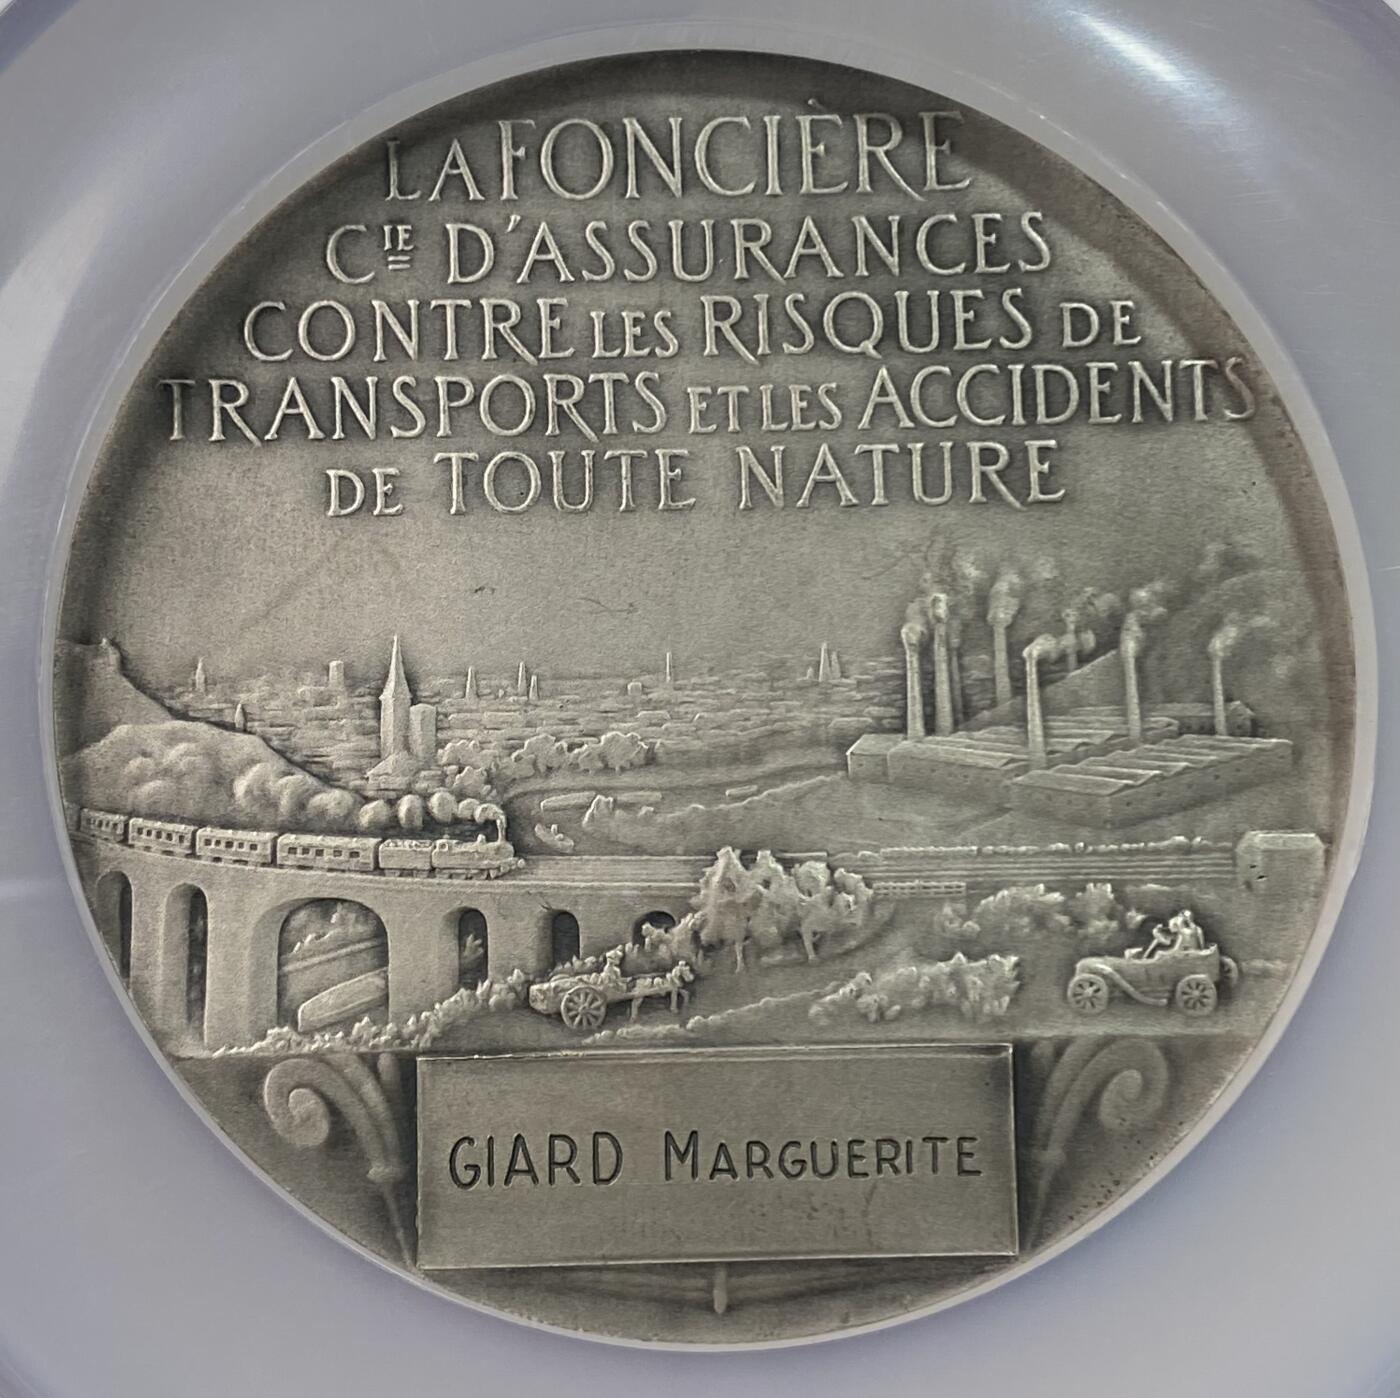 LA FONCIÈRE
CIE D'ASSURANCES
CONTRE LES RISQUES DE
TRANSPORTS ET LES ACCIDENTS
DE TOUTE NATURE
GIARD MARGUERITE